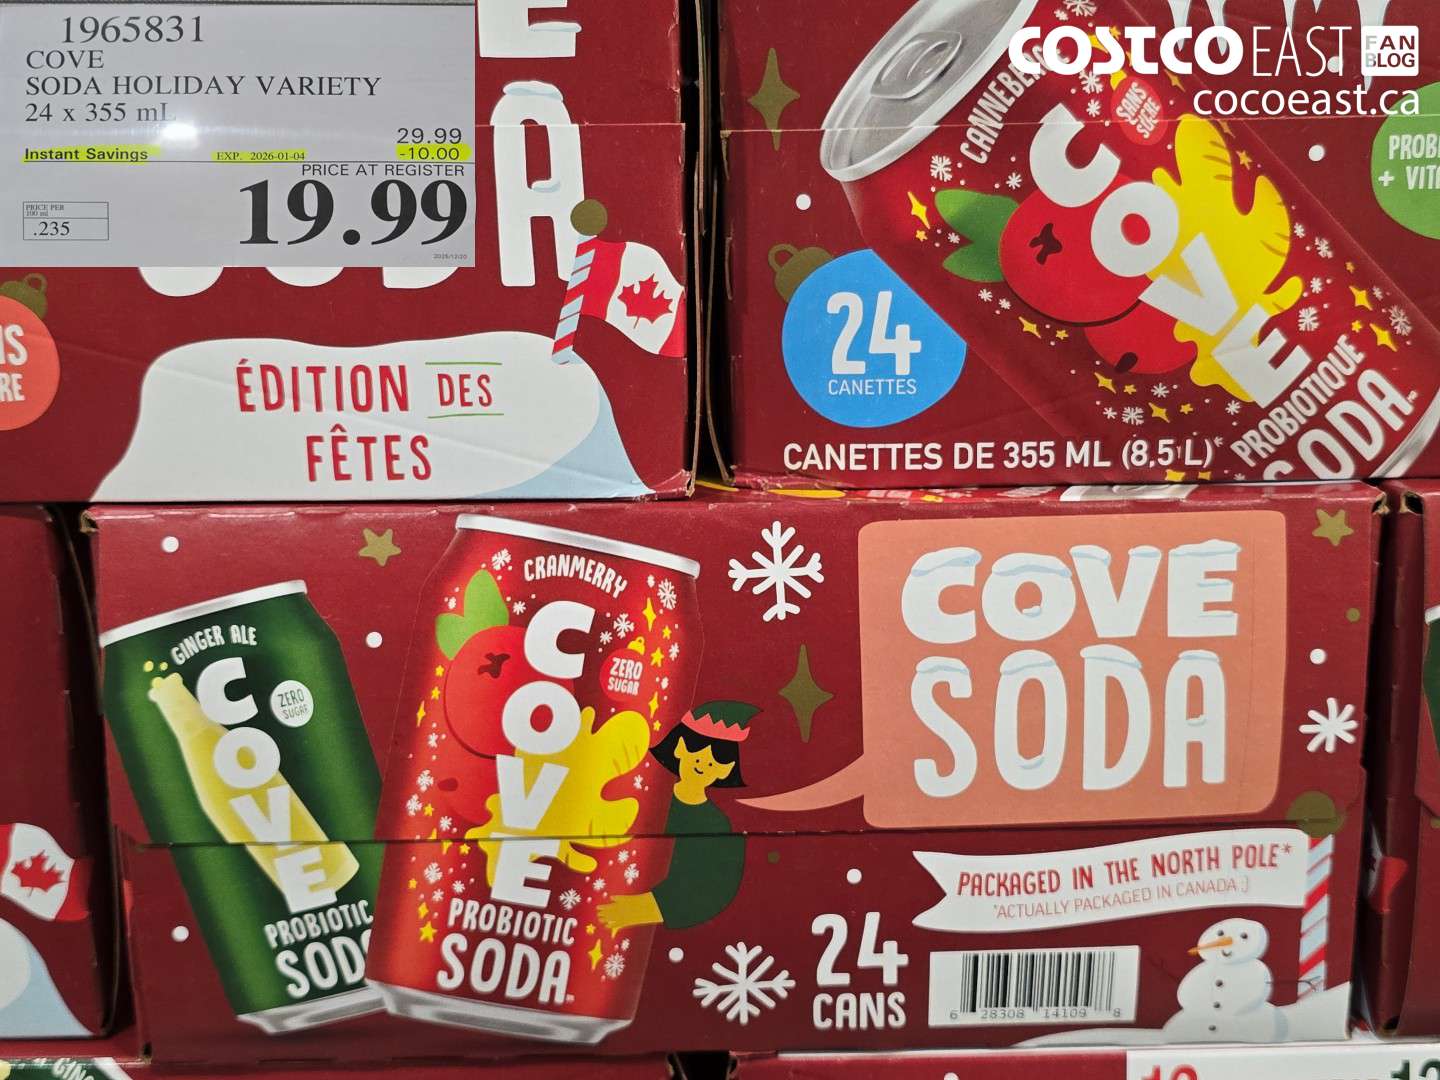 1965831
COVE
SODA HOLIDAY VARIETY
24 x 355 mL
29.99
Instant Savings EXP. 2026-01-04 -10.00
PRICE AT REGISTER
19.99
PRICE PER
100 ml
.235
2025/12/20
COSTCO EAST FAN BLOG
cocoeast.ca
ÉDITION DES
FÊTES
CANNEBERGE
SANS
SUCRE
COVE
PROBIOTIQUE
SODA
24
CANETTES
CANETTES DE 355 ML (8,5 L)*
GINGER ALE
COVE
ZERO
SUGAR
PROBIOTIC
SODA
CRANMERRY
COVE
ZERO
SUGAR
PROBIOTIC
SODA
COVE
SODA
PACKAGED IN THE NORTH POLE*
*ACTUALLY PACKAGED IN CANADA :)
24
CANS
6 28308 14109 8